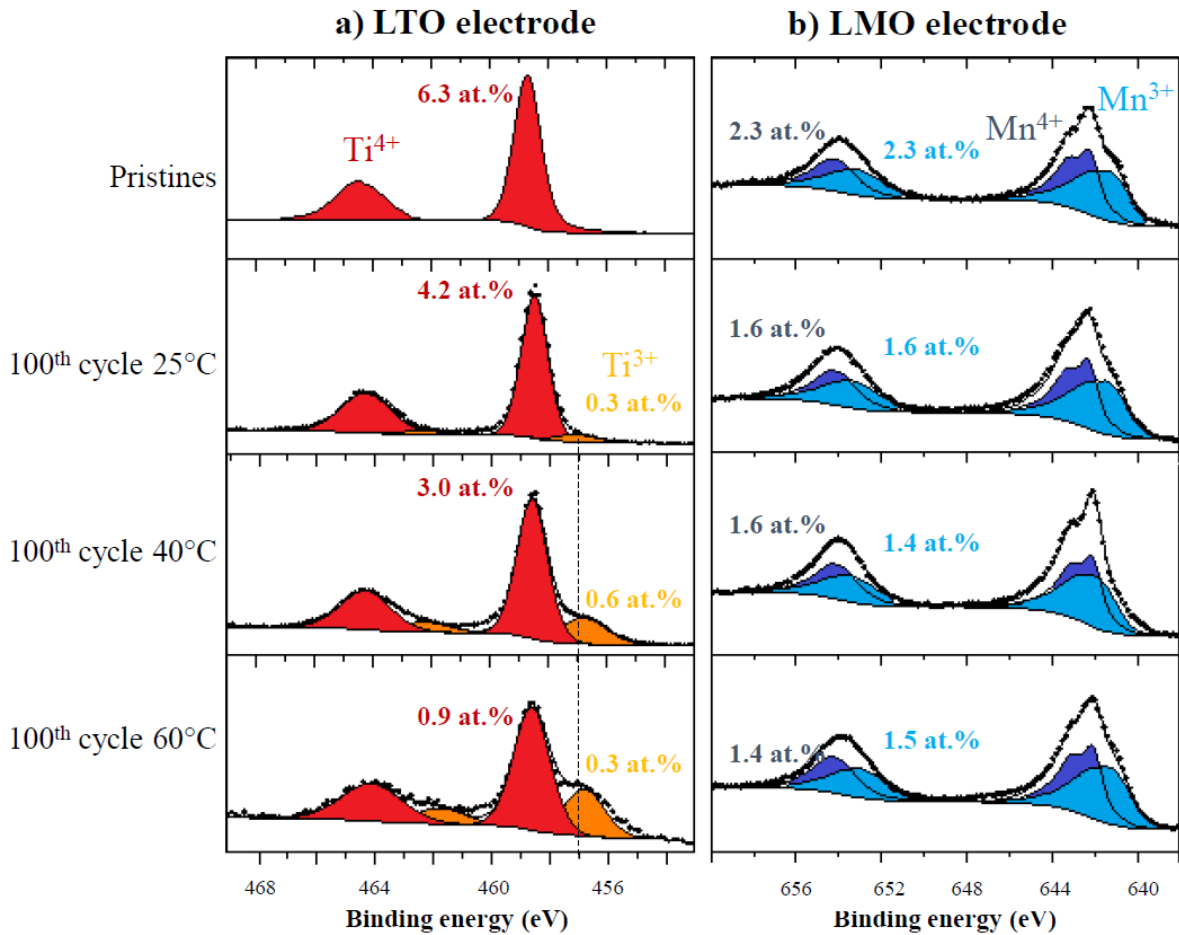 a) LTO electrode
b) LMO electrode
Pristines
6.3 at.%
Ti⁴⁺
2.3 at.%
Mn⁴⁺
Mn³⁺
2.3 at.%
100ᵗʰ cycle 25°C
4.2 at.%
Ti³⁺
0.3 at.%
1.6 at.%
1.6 at.%
100ᵗʰ cycle 40°C
3.0 at.%
0.6 at.%
1.6 at.%
1.4 at.%
100ᵗʰ cycle 60°C
0.9 at.%
0.3 at.%
1.4 at.%
1.5 at.%
468 464 460 456
656 652 648 644 640
Binding energy (eV)
Binding energy (eV)